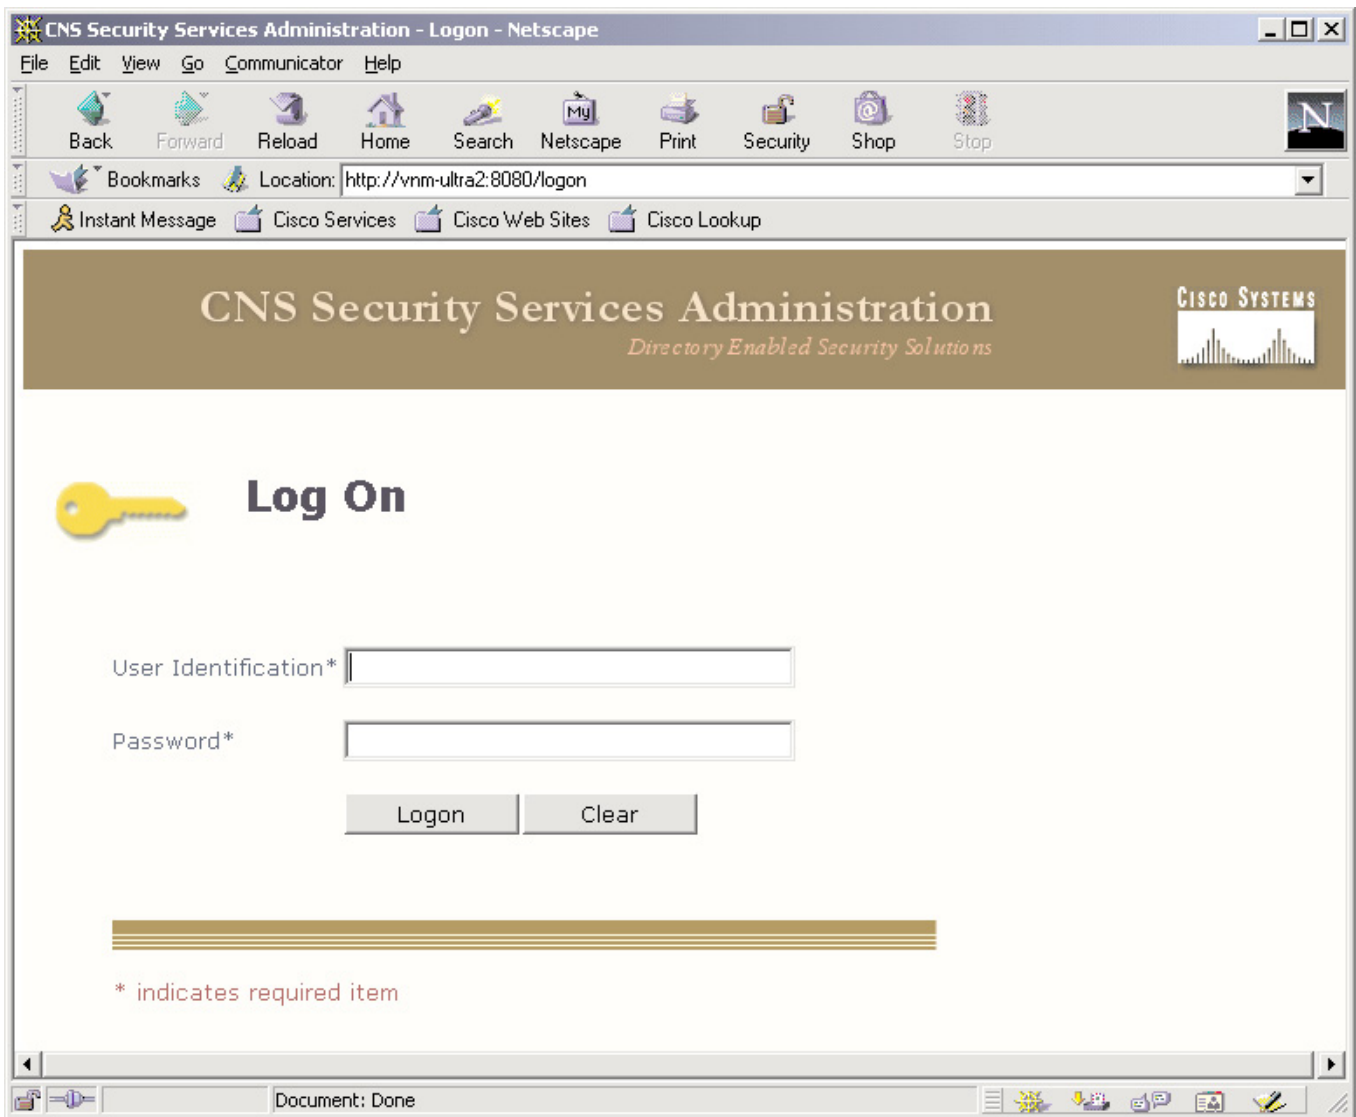 CNS Security Services Administration - Logon - Netscape
File Edit View Go Communicator Help
My
N
Back Forward Reload Home Search Netscape Print Security Shop Stop
Bookmarks Location: http://vnm-ultra2:8080/logon
Instant Message Cisco Services Cisco Web Sites Cisco Lookup
CNS Security Services Administration
Directory Enabled Security Solutions
CISCO SYSTEMS
Log On
User Identification*
Password*
Logon Clear
* indicates required item
Document: Done